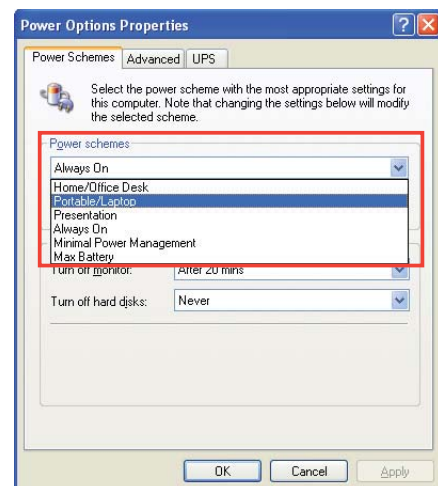 Power Options Properties
Power Schemes Advanced UPS
Select the power scheme with the most appropriate settings for
this computer. Note that changing the settings below will modify
the selected scheme.
Power schemes
Always On
Home/Office Desk
Portable/Laptop
Presentation
Always On
Minimal Power Management
Max Battery
Turn off monitor: After 20 mins
Turn off hard disks: Never
OK Cancel Apply